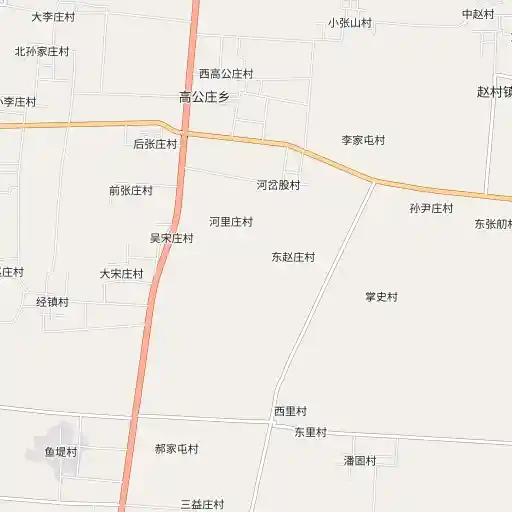 大李庄村
中赵村
小张山村
北孙家庄村
西高公庄村
赵村镇
高公庄乡
小李庄村
李家屯村
后张庄村
河岔股村
前张庄村
孙尹庄村
河里庄村
东张舠村
吴宋庄村
东赵庄村
庄村
大宋庄村
掌史村
经镇村
西里村
东里村
鱼堤村
郝家屯村
潘固村
三益庄村